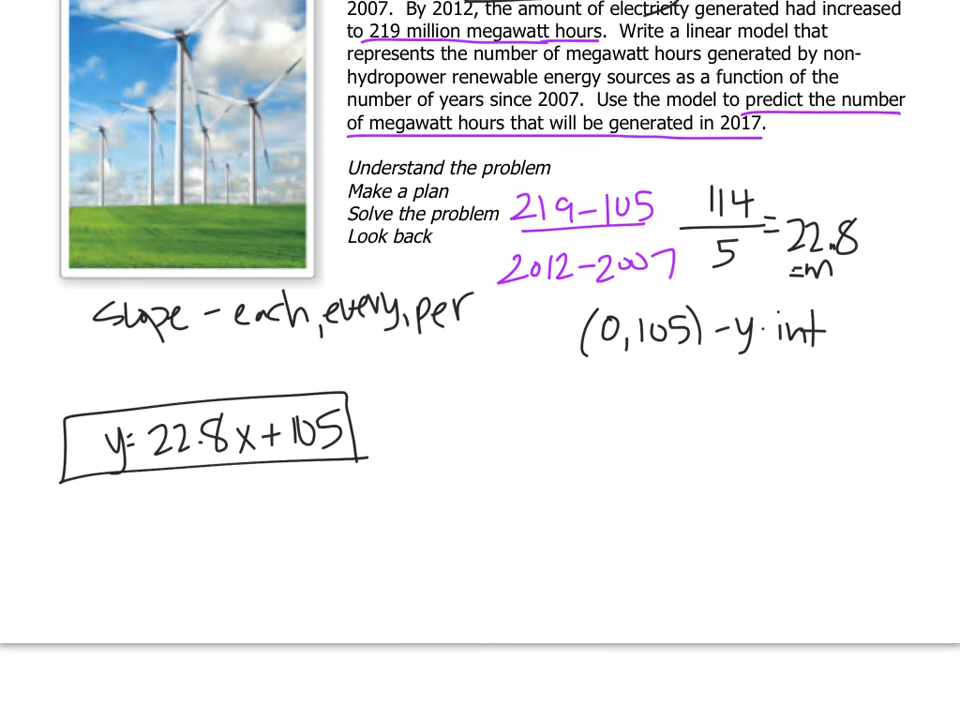 2007. By 2012, the amount of electricity generated had increased
to 219 million megawatt hours. Write a linear model that
represents the number of megawatt hours generated by non-
hydropower renewable energy sources as a function of the
number of years since 2007. Use the model to predict the number
of megawatt hours that will be generated in 2017.
Understand the problem
Make a plan
Solve the problem
Look back
219-105
2012-2007
114
5
=22.8
=m
slope - each, every, per
(0,105) - y. int
y= 22.8x+105